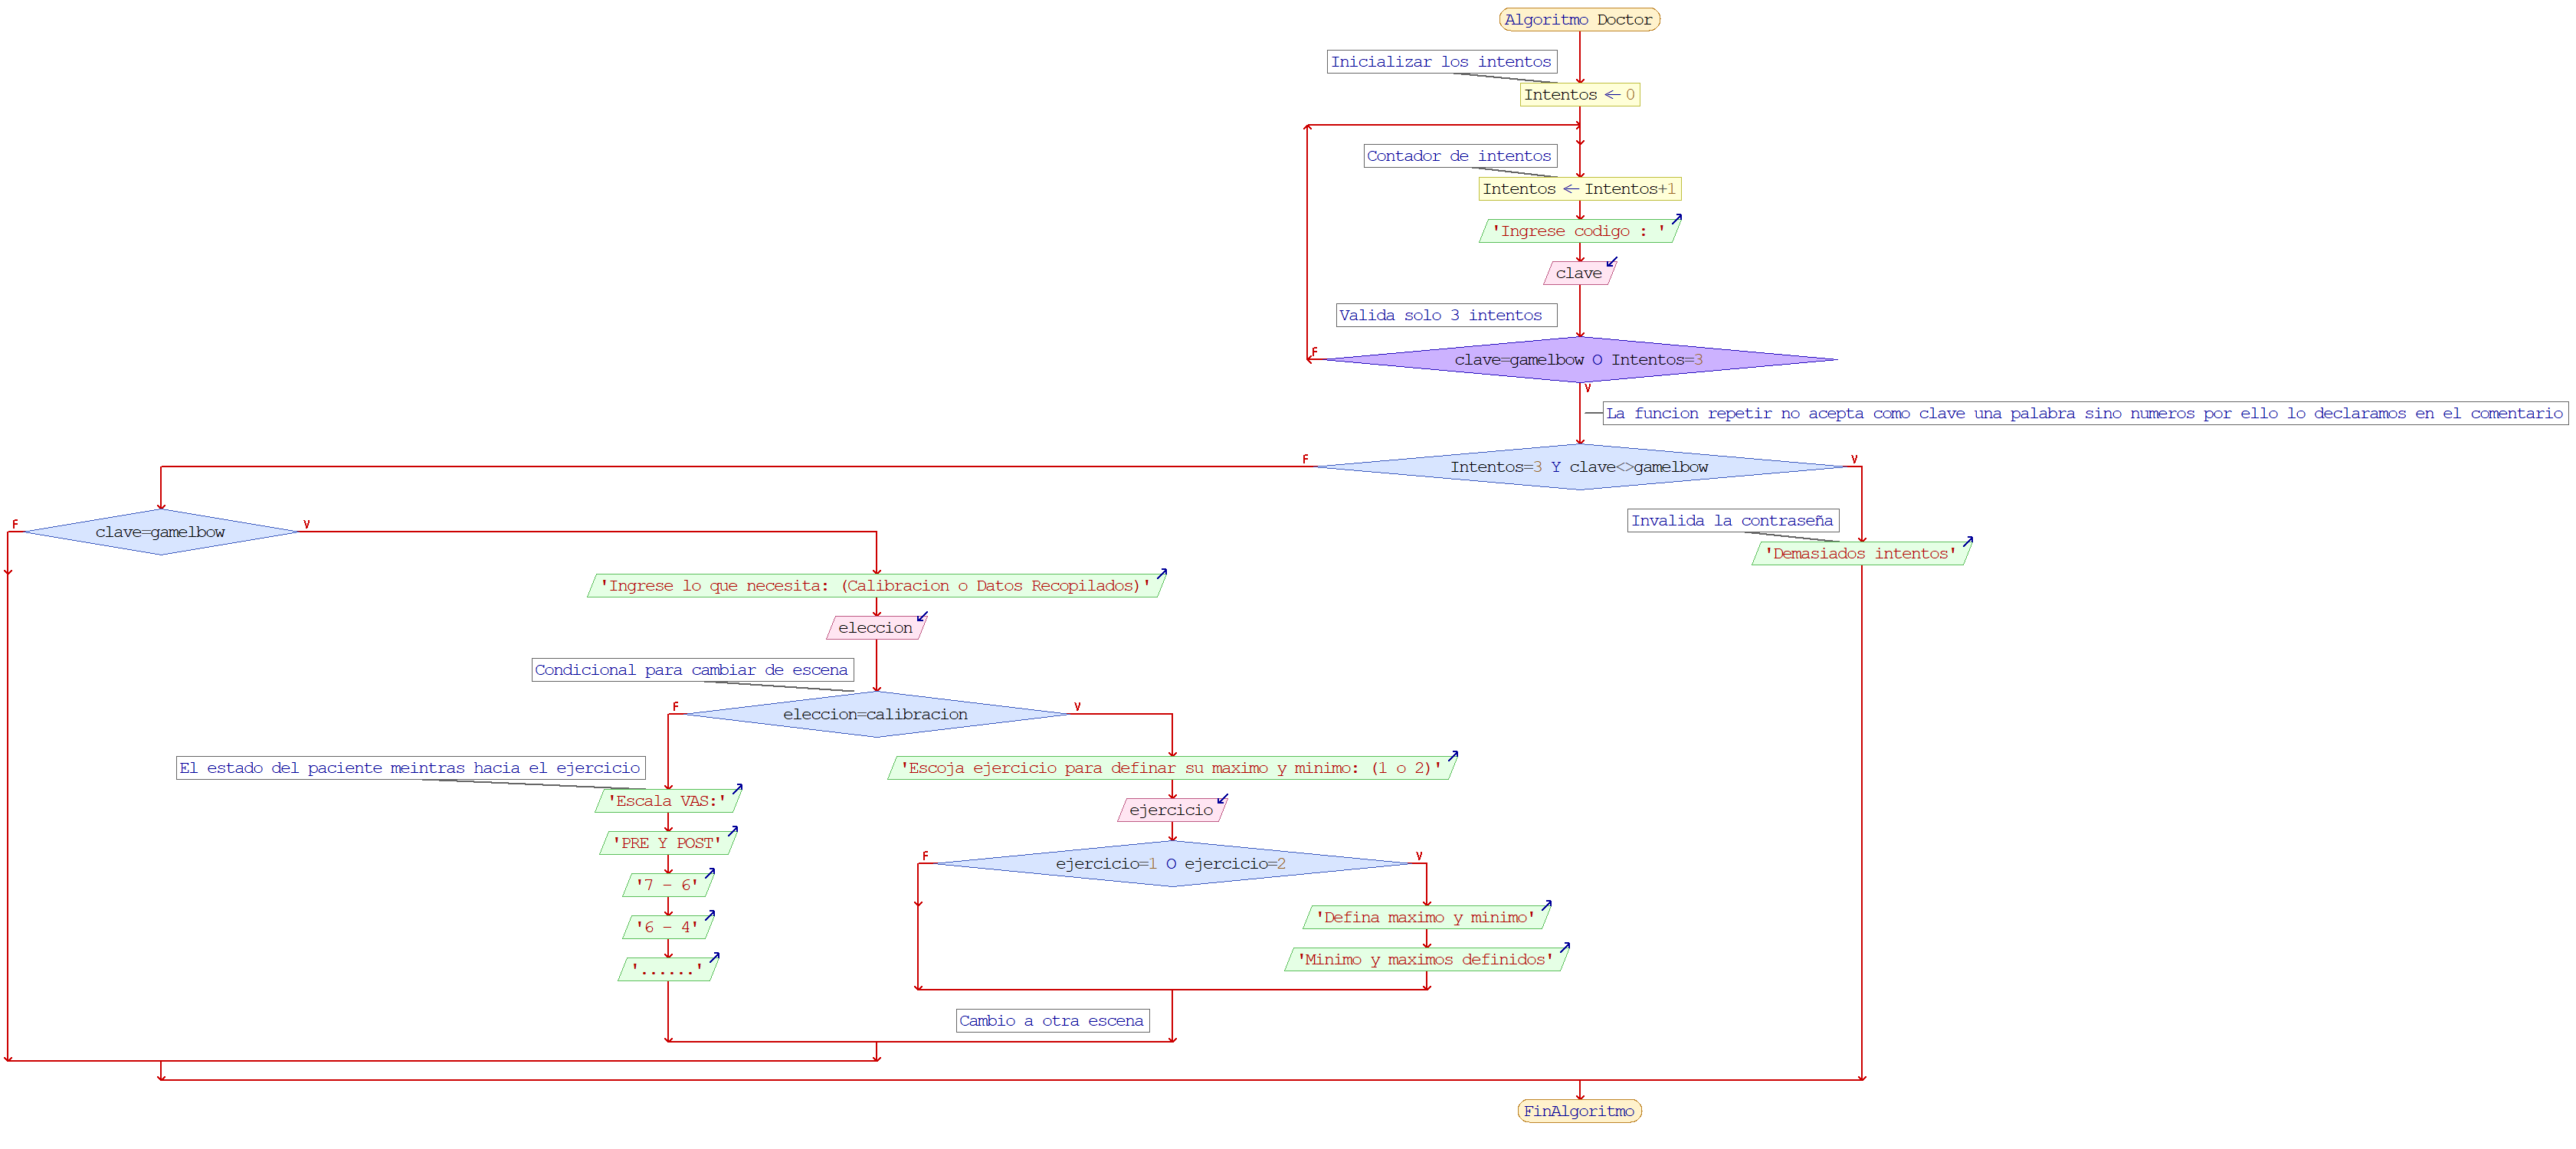 Algoritmo Doctor
Inicializar los intentos
Intentos ← 0
Contador de intentos
Intentos ← Intentos+1
'Ingrese codigo : '
clave
Valida solo 3 intentos
clave=gamelbow O Intentos=3
F
V
La funcion repetir no acepta como clave una palabra sino numeros por ello lo declaramos en el comentario
Intentos=3 Y clave<>gamelbow
F
V
clave=gamelbow
F
V
Invalida la contraseña
'Demasiados intentos'
'Ingrese lo que necesita: (Calibracion o Datos Recopilados)'
eleccion
Condicional para cambiar de escena
eleccion=calibracion
F
V
El estado del paciente meintras hacia el ejercicio
'Escala VAS:'
'PRE Y POST'
'7 - 6'
'6 - 4'
'......'
'Escoja ejercicio para definar su maximo y minimo: (1 o 2)'
ejercicio
ejercicio=1 O ejercicio=2
F
V
'Defina maximo y minimo'
'Minimo y maximos definidos'
Cambio a otra escena
FinAlgoritmo